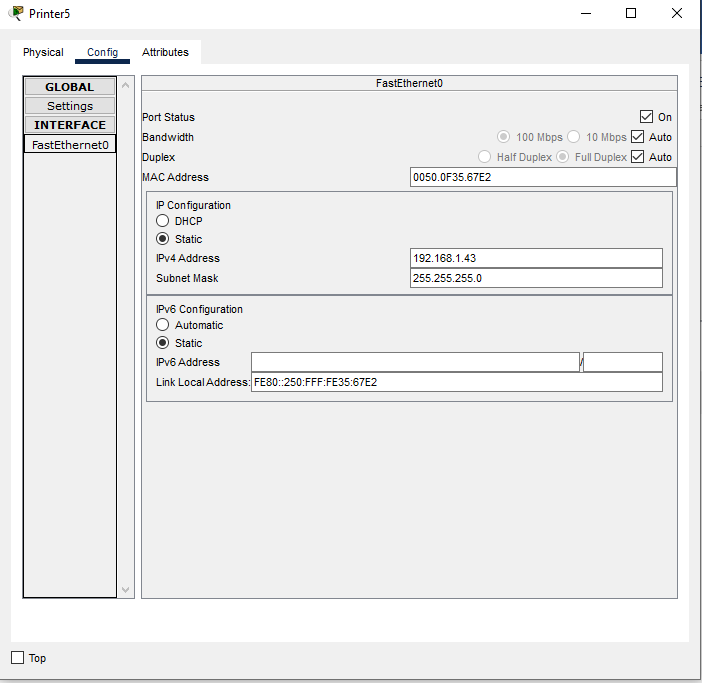 Printer5
Physical Config Attributes
GLOBAL
Settings
INTERFACE
FastEthernet0
FastEthernet0
Port Status On
Bandwidth 100 Mbps 10 Mbps Auto
Duplex Half Duplex Full Duplex Auto
MAC Address 0050.0F35.67E2
IP Configuration
DHCP
Static
IPv4 Address 192.168.1.43
Subnet Mask 255.255.255.0
IPv6 Configuration
Automatic
Static
IPv6 Address /
Link Local Address: FE80::250:FFF:FE35:67E2
Top